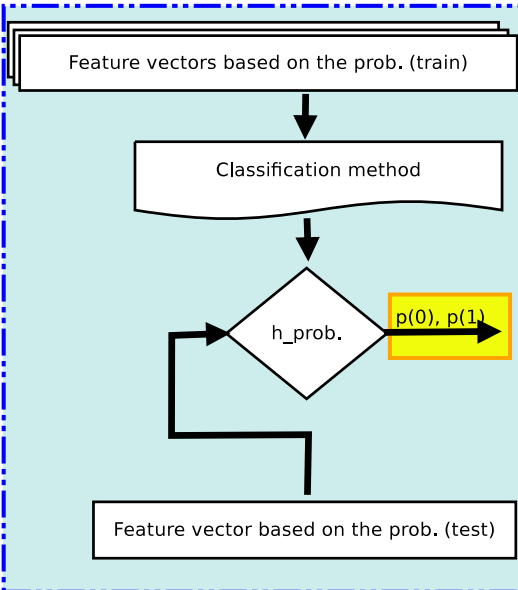 Feature vectors based on the prob. (train)
Classification method
h_prob.
p(0), p(1)
Feature vector based on the prob. (test)